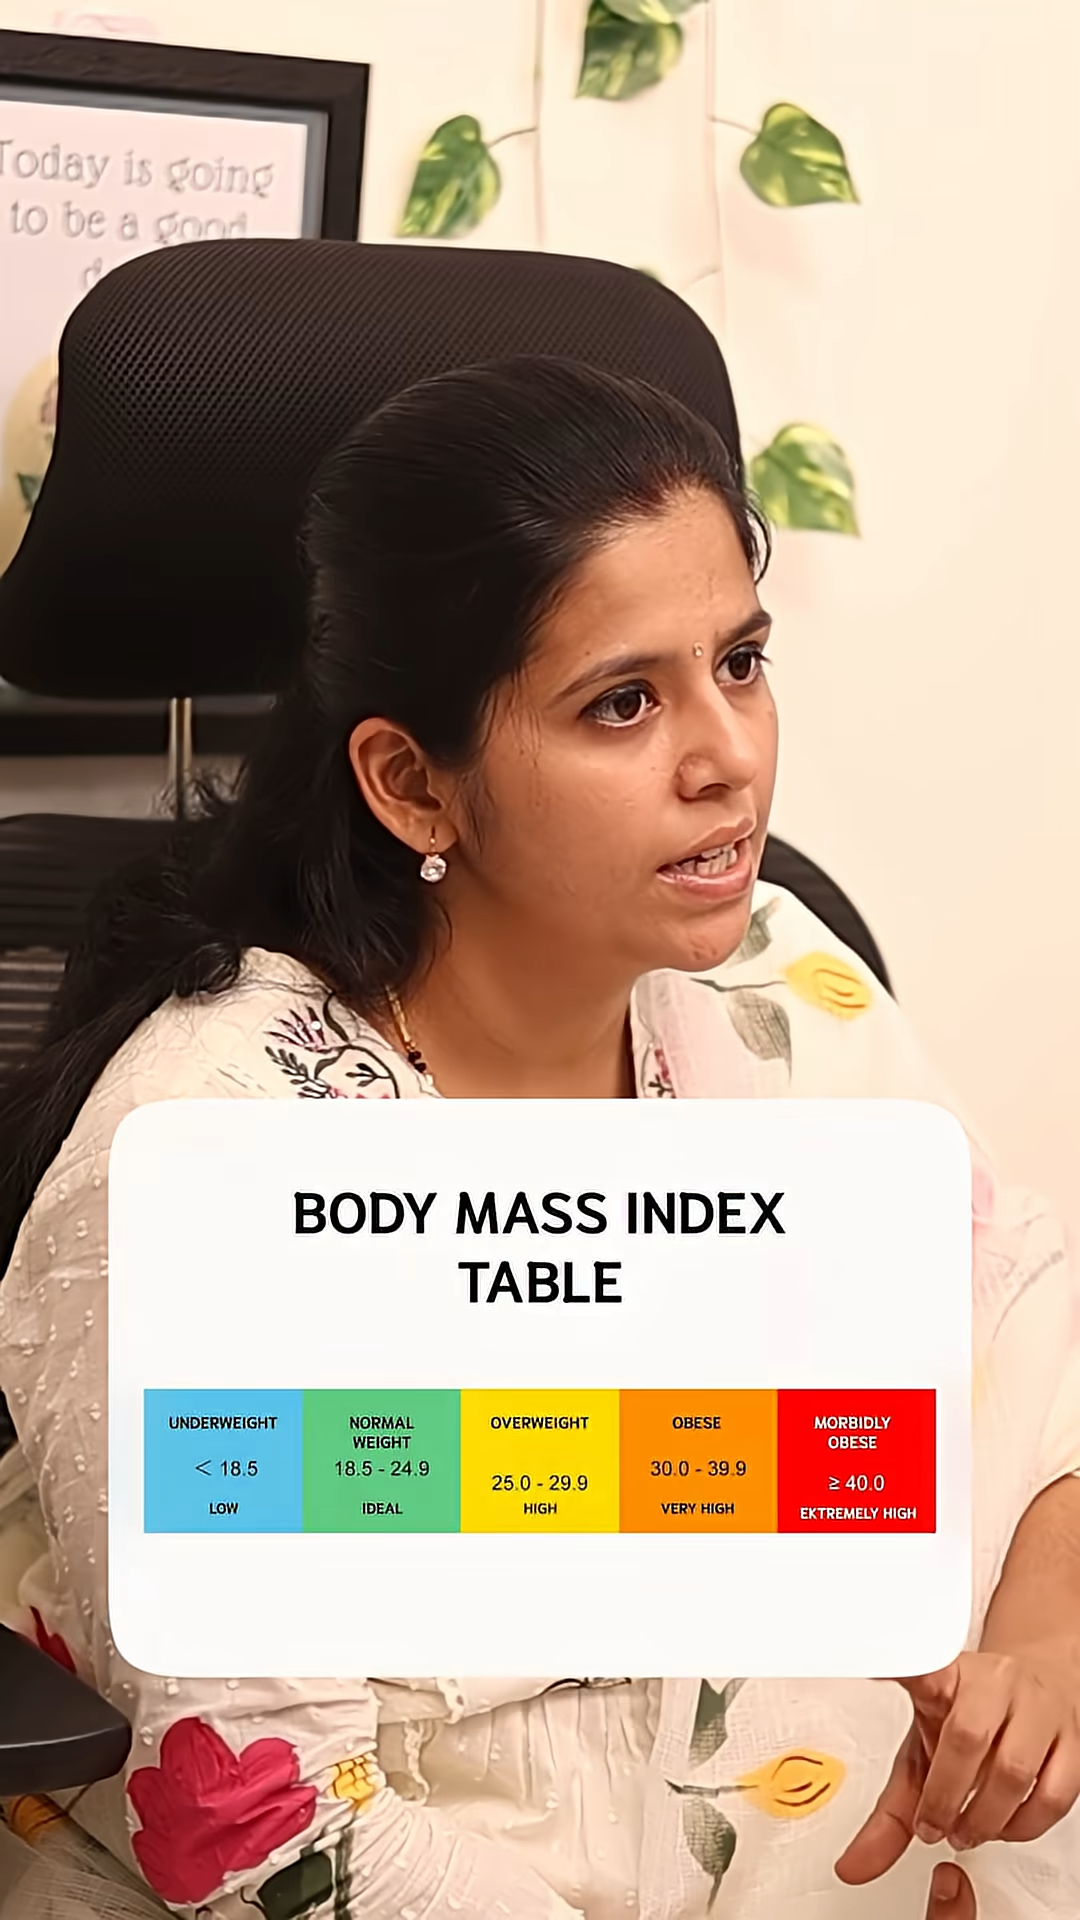 Today is going
to be a good
BODY MASS INDEX
TABLE
UNDERWEIGHT
< 18.5
LOW
NORMAL
WEIGHT
18.5 - 24.9
IDEAL
OVERWEIGHT
25.0 - 29.9
HIGH
OBESE
30.0 - 39.9
VERY HIGH
MORBIDLY
OBESE
≥ 40.0
EXTREMELY HIGH